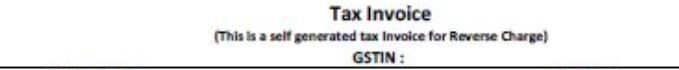 Tax Invoice
(This is a self generated tax Invoice for Reverse Charge)
GSTIN :